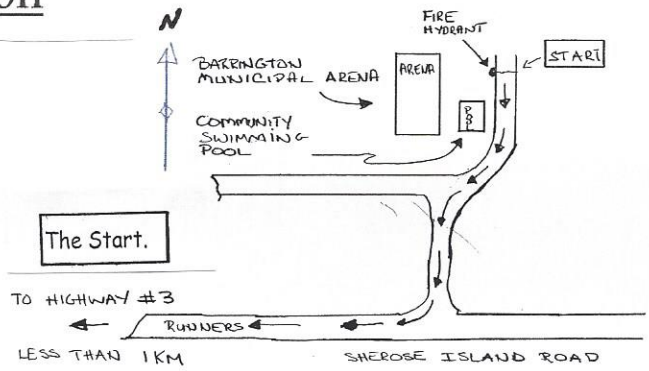 N
FIRE
HYDRANT
START
BARRINGTON
MUNICIPAL ARENA
ARENA
COMMUNITY
SWIMMING
POOL
The Start.
TO HIGHWAY #3
RUNNERS
LESS THAN 1KM
SHEROSE ISLAND ROAD